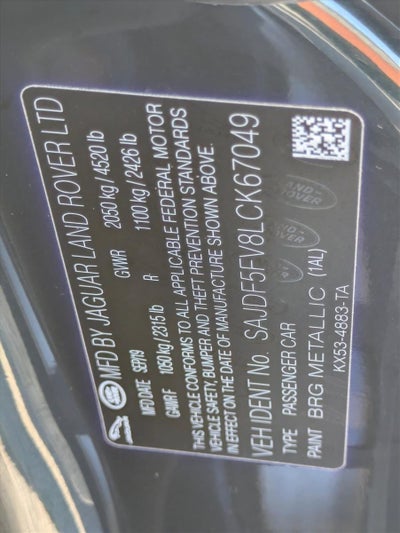 MFD BY JAGUAR LAND ROVER LTD
MFD DATE SEP/19 GVWR 2050 kg / 4520 lb
GAWR 1050 kg / 2315 lb R 1100 kg / 2426 lb
THIS VEHICLE CONFORMS TO ALL APPLICABLE FEDERAL MOTOR
VEHICLE SAFETY, BUMPER AND THEFT PREVENTION STANDARDS
IN EFFECT ON THE DATE OF MANUFACTURE SHOWN ABOVE.
VEH IDENT No. SAJDF5FV8LCK67049
TYPE PASSENGER CAR
PAINT BRG METALLIC (1AL)
KX53-4883-TA